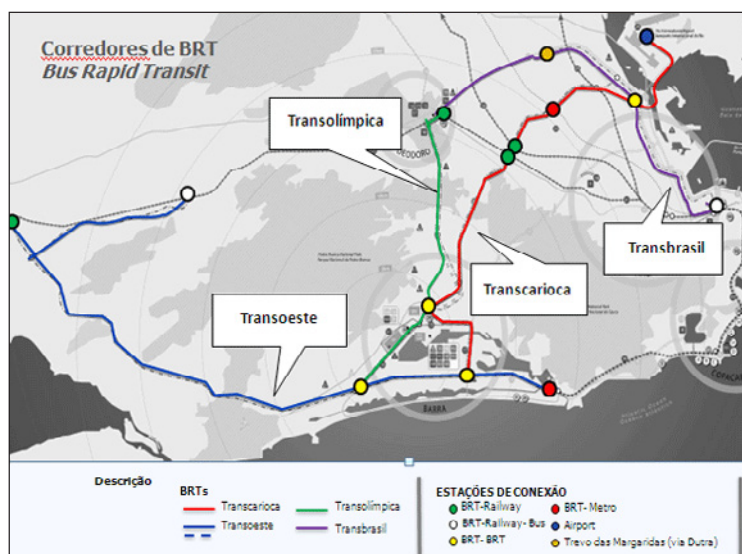 Corredores de BRT
Bus Rapid Transit
Transolímpica
DEODORO
Transbrasil
Transcarioca
Transoeste
BARRA
Descrição
BRTs
Transcarioca
Transolímpica
Transoeste
Transbrasil
ESTAÇÕES DE CONEXÃO
BRT-Railway
BRT- Metro
BRT-Railway- Bus
Airport
BRT- BRT
Trevo das Margaridas (via Dutra)